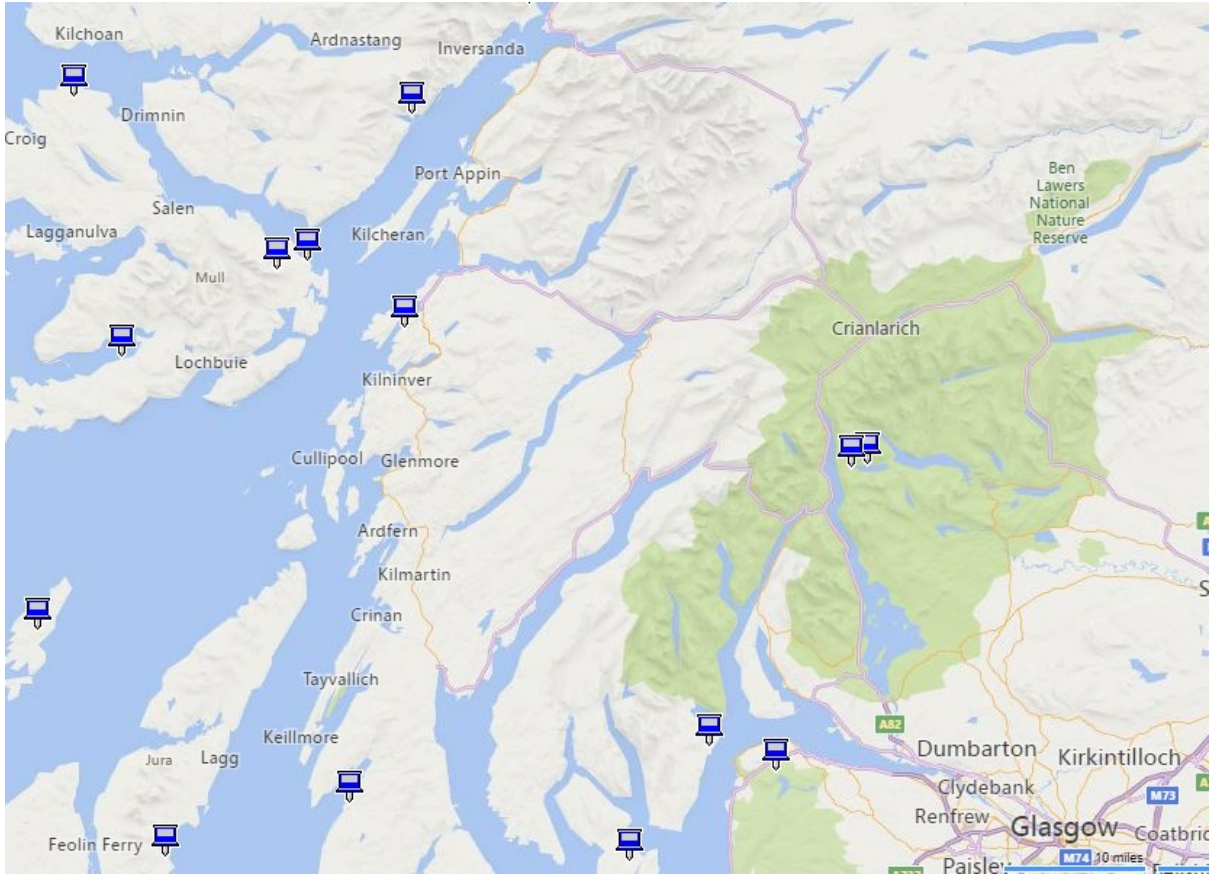 Kilchoan
Ardnastang
Inversanda
Drimnin
Croig
Port Appin
Ben
Lawers
National
Nature
Reserve
Salen
Lagganulva
Kilcheran
Mull
Crianlarich
Lochbuie
Kilninver
Cullipool
Glenmore
Ardfern
Kilmartin
Crinan
Tayvallich
Keillmore
A82
Dumbarton
Kirkintilloch
Jura
Lagg
Clydebank
M73
Renfrew
Glasgow
Coatbri
Feolin Ferry
M74
10 miles
Paisley